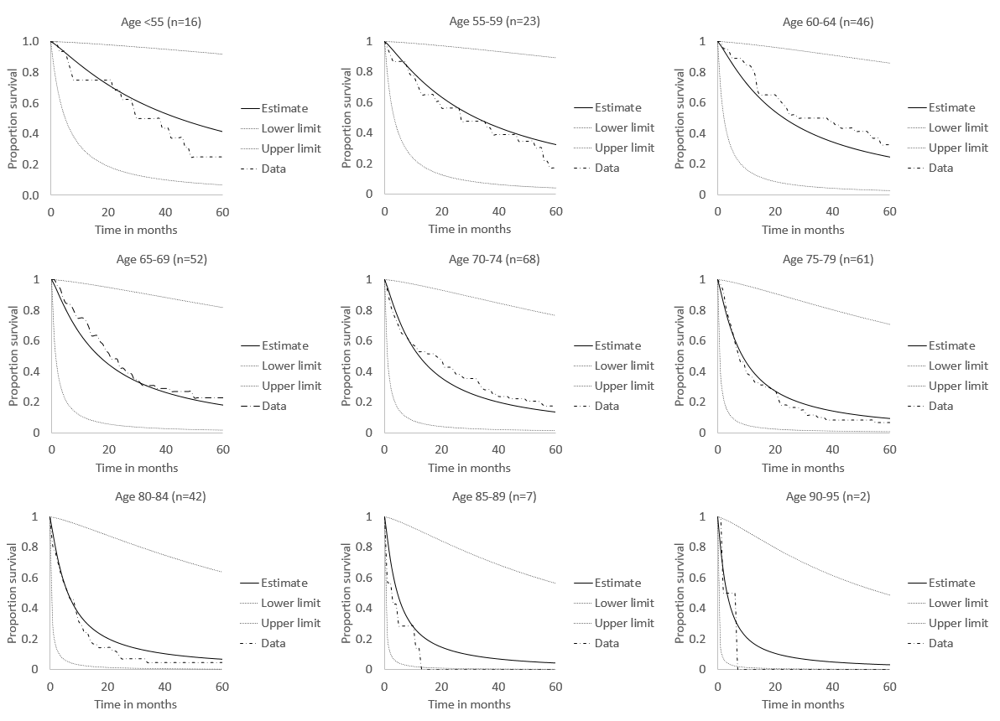 Age <55 (n=16)
Proportion survival
1.0
0.8
0.6
0.4
0.2
0.0
0 20 40 60
Time in months
Estimate
Lower limit
Upper limit
Data
Age 55-59 (n=23)
Proportion survival
1
0.8
0.6
0.4
0.2
0
0 20 40 60
Time in months
Estimate
Lower limit
Upper limit
Data
Age 60-64 (n=46)
Proportion survival
1
0.8
0.6
0.4
0.2
0
0 20 40 60
Time in months
Estimate
Lower limit
Upper limit
Data
Age 65-69 (n=52)
Proportion survival
1
0.8
0.6
0.4
0.2
0
0 20 40 60
Time in months
Estimate
Lower limit
Upper limit
Data
Age 70-74 (n=68)
Proportion survival
1
0.8
0.6
0.4
0.2
0
0 20 40 60
Time in months
Estimate
Lower limit
Upper limit
Data
Age 75-79 (n=61)
Proportion survival
1
0.8
0.6
0.4
0.2
0
0 20 40 60
Time in months
Estimate
Lower limit
Upper limit
Data
Age 80-84 (n=42)
Proportion survival
1
0.8
0.6
0.4
0.2
0
0 20 40 60
Time in months
Estimate
Lower limit
Upper limit
Data
Age 85-89 (n=7)
Proportion survival
1
0.8
0.6
0.4
0.2
0
0 20 40 60
Time in months
Estimate
Lower limit
Upper limit
Data
Age 90-95 (n=2)
Proportion survival
1
0.8
0.6
0.4
0.2
0
0 20 40 60
Time in months
Estimate
Lower limit
Upper limit
Data